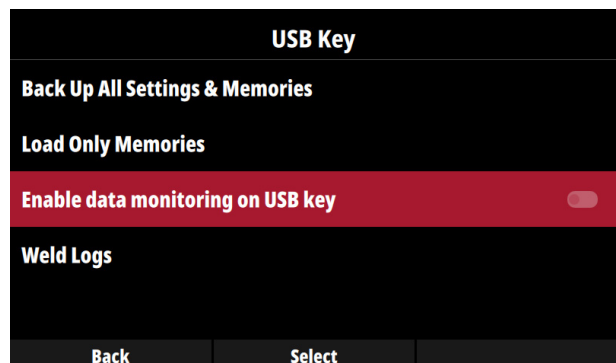 USB Key
Back Up All Settings & Memories
Load Only Memories
Enable data monitoring on USB key
Weld Logs
Back Select